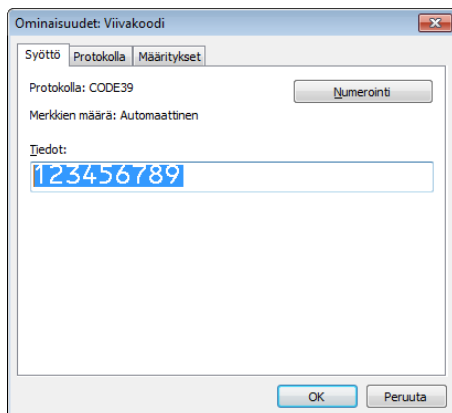 Ominaisuudet: Viivakoodi
Syöttö Protokolla Määritykset
Protokolla: CODE39
Numerointi
Merkkien määrä: Automaattinen
Tiedot:
123456789
OK Peruuta